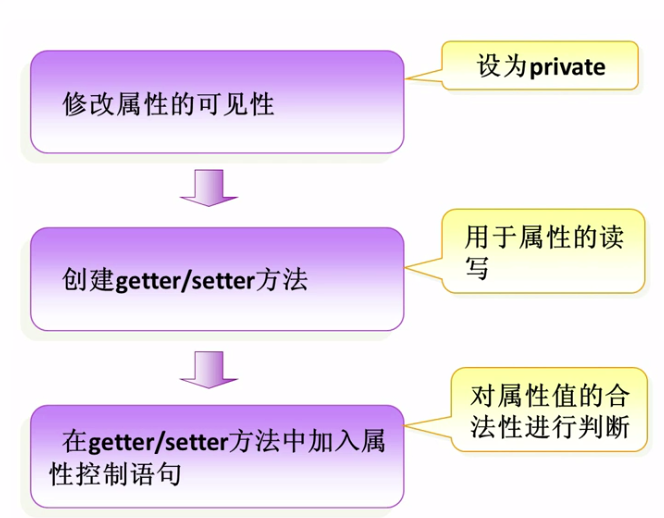 修改属性的可见性
设为private
创建getter/setter方法
用于属性的读
写
在getter/setter方法中加入属
性控制语句
对属性值的合
法性进行判断